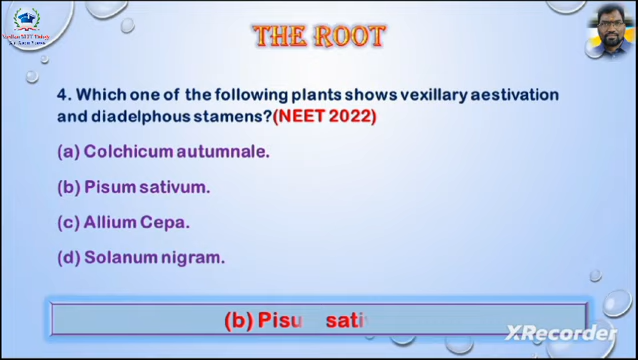 THE ROOT
4. Which one of the following plants shows vexillary aestivation
and diadelphous stamens?(NEET 2022)
(a) Colchicum autumnale.
(b) Pisum sativum.
(c) Allium Cepa.
(d) Solanum nigram.
(b) Pisu sati
XRecorder